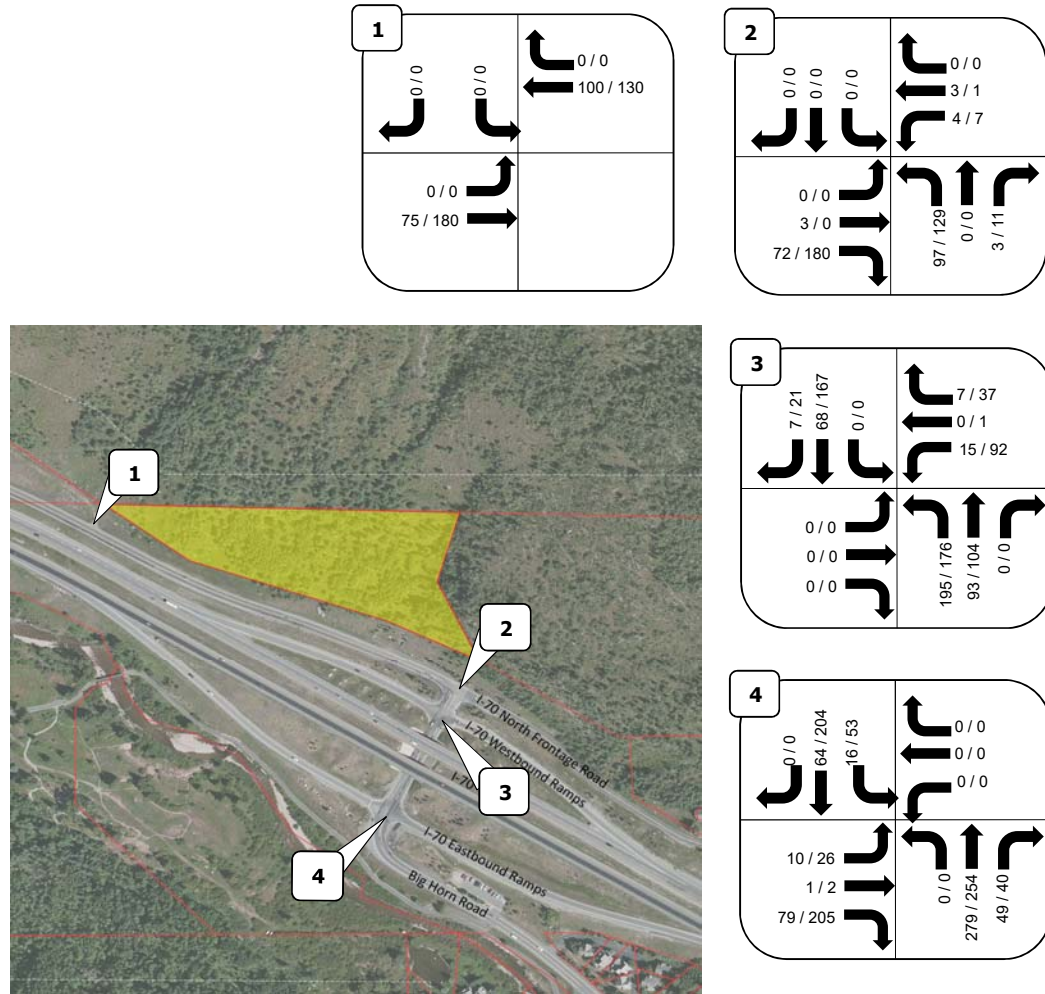 1
0 / 0
0 / 0
0 / 0
100 / 130
0 / 0
75 / 180
2
0 / 0
0 / 0
0 / 0
0 / 0
3 / 1
4 / 7
0 / 0
3 / 0
72 / 180
97 / 129
0 / 0
3 / 11
3
7 / 21
68 / 167
0 / 0
7 / 37
0 / 1
15 / 92
0 / 0
0 / 0
0 / 0
195 / 176
93 / 104
0 / 0
4
0 / 0
64 / 204
16 / 53
0 / 0
0 / 0
0 / 0
10 / 26
1 / 2
79 / 205
0 / 0
279 / 254
49 / 40
1
2
I-70 North Frontage Road
I-70 Westbound Ramps
I-70
3
I-70 Eastbound Ramps
4
Big Horn Road